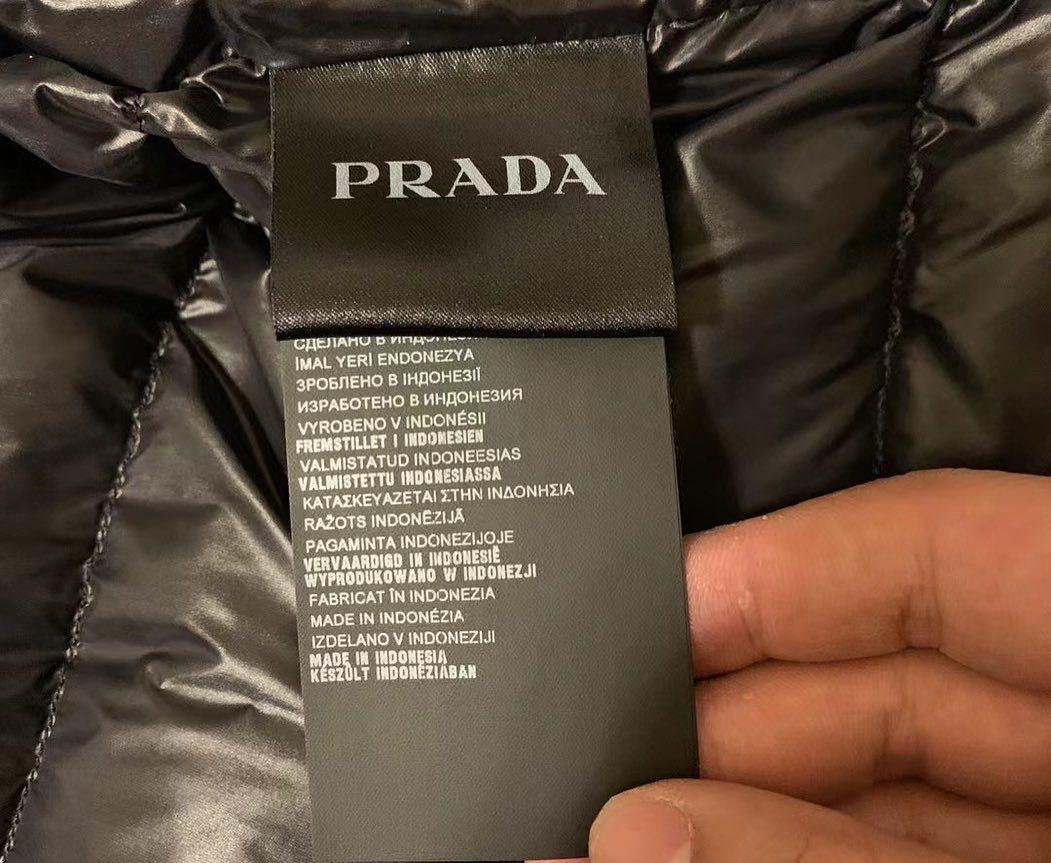 PRADA
СДЕЛАНО В
İMAL YERİ ENDONEZYA
ЗРОБЛЕНО В ІНДОНЕЗІЇ
ИЗРАБОТЕНО В ИНДОНЕЗИЯ
VYROBENO V INDONÉSII
FREMSTILLET I INDONESIEN
VALMISTATUD INDONEESIAS
VALMISTETTU INDONESIASSA
ΚΑΤΑΣΚΕΥΑΖΕΤΑΙ ΣΤΗΝ ΙΝΔΟΝΗΣΙΑ
RAŽOTS INDONĒZIJĀ
PAGAMINTA INDONEZIJOJE
VERVAARDIGD IN INDONESIË
WYPRODUKOWANO W INDONEZJI
FABRICAT ÎN INDONEZIA
MADE IN INDONÉZIA
IZDELANO V INDONEZIJI
MADE IN INDONESIA
KÉSZÜLT INDONÉZIÁBAN